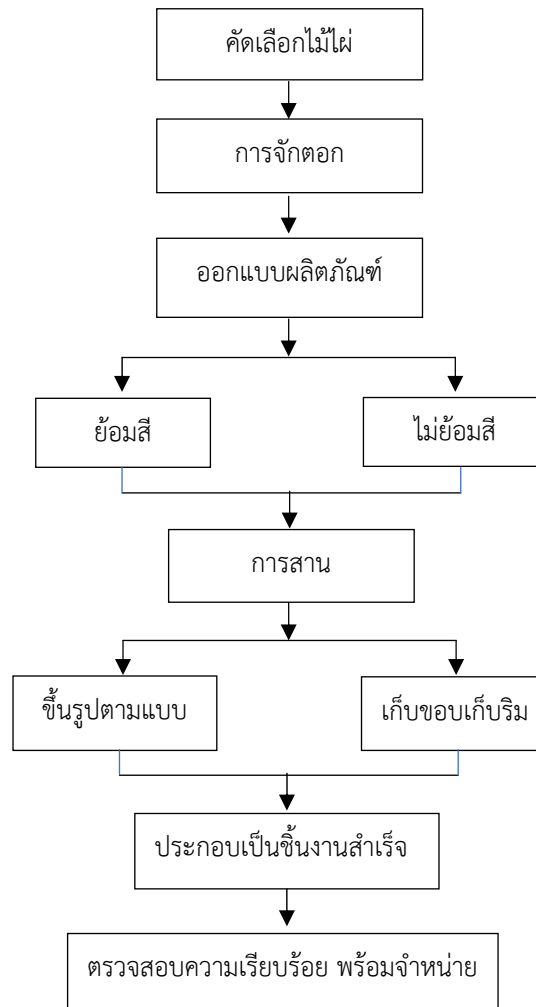 คัดเลือกไม้ไผ่
การจักตอก
ออกแบบผลิตภัณฑ์
ย้อมสี
ไม่ย้อมสี
การสาน
ขึ้นรูปตามแบบ
เก็บขอบเก็บริม
ประกอบเป็นชิ้นงานสำเร็จ
ตรวจสอบความเรียบร้อย พร้อมจำหน่าย